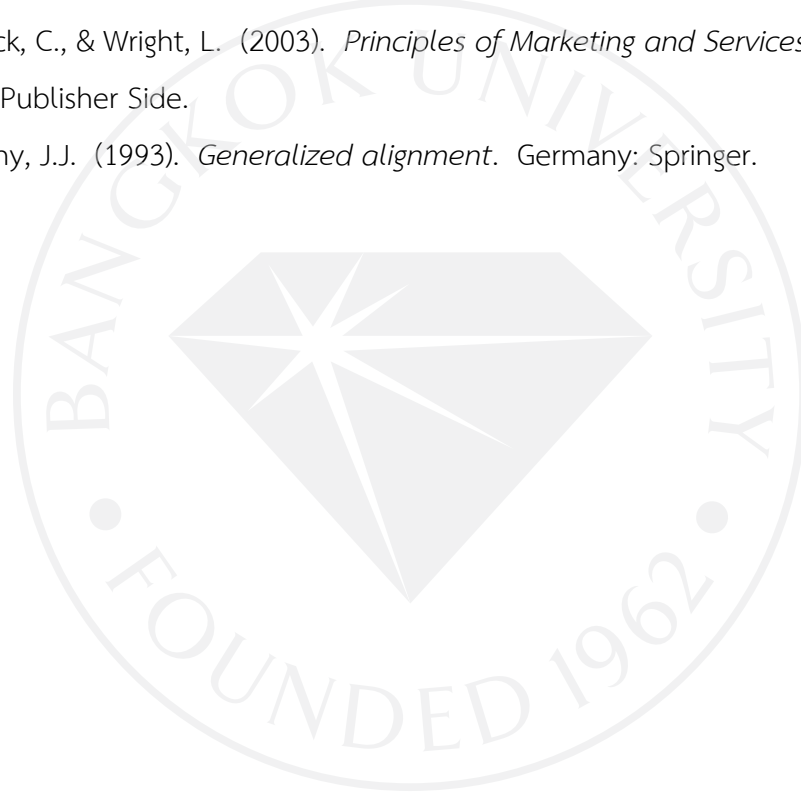 ck, C., & Wright, L. (2003). Principles of Marketing and Services
Publisher Side.
ny, J.J. (1993). Generalized alignment. Germany: Springer.
BANGKOK UNIVERSITY
FOUNDED 1962